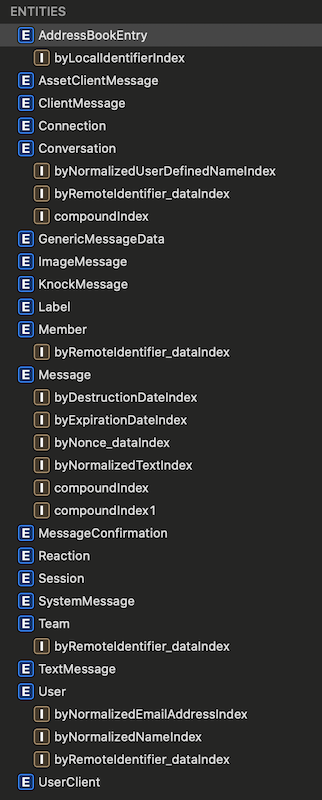 ENTITIES
E AddressBookEntry
I byLocalIdentifierIndex
E AssetClientMessage
E ClientMessage
E Connection
E Conversation
I byNormalizedUserDefinedNameIndex
I byRemoteIdentifier_dataIndex
I compoundIndex
E GenericMessageData
E ImageMessage
E KnockMessage
E Label
E Member
I byRemoteIdentifier_dataIndex
E Message
I byDestructionDateIndex
I byExpirationDateIndex
I byNonce_dataIndex
I byNormalizedTextIndex
I compoundIndex
I compoundIndex1
E MessageConfirmation
E Reaction
E Session
E SystemMessage
E Team
I byRemoteIdentifier_dataIndex
E TextMessage
E User
I byNormalizedEmailAddressIndex
I byNormalizedNameIndex
I byRemoteIdentifier_dataIndex
E UserClient